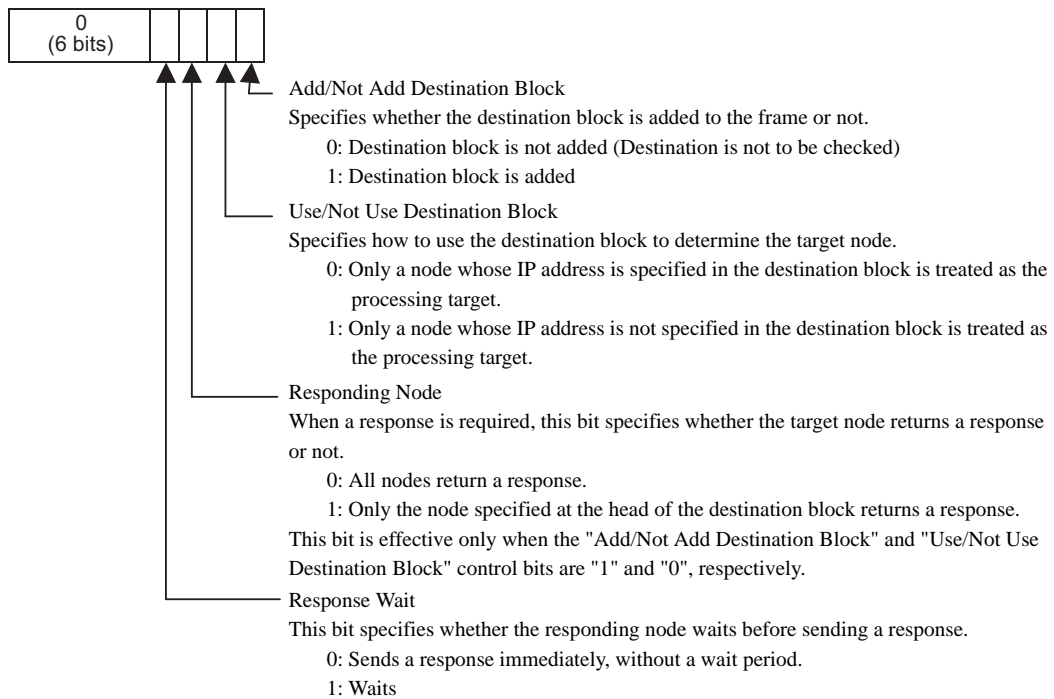 0
(6 bits)
Add/Not Add Destination Block
Specifies whether the destination block is added to the frame or not.
0: Destination block is not added (Destination is not to be checked)
1: Destination block is added
Use/Not Use Destination Block
Specifies how to use the destination block to determine the target node.
0: Only a node whose IP address is specified in the destination block is treated as the
processing target.
1: Only a node whose IP address is not specified in the destination block is treated as
the processing target.
Responding Node
When a response is required, this bit specifies whether the target node returns a response
or not.
0: All nodes return a response.
1: Only the node specified at the head of the destination block returns a response.
This bit is effective only when the "Add/Not Add Destination Block" and "Use/Not Use
Destination Block" control bits are "1" and "0", respectively.
Response Wait
This bit specifies whether the responding node waits before sending a response.
0: Sends a response immediately, without a wait period.
1: Waits